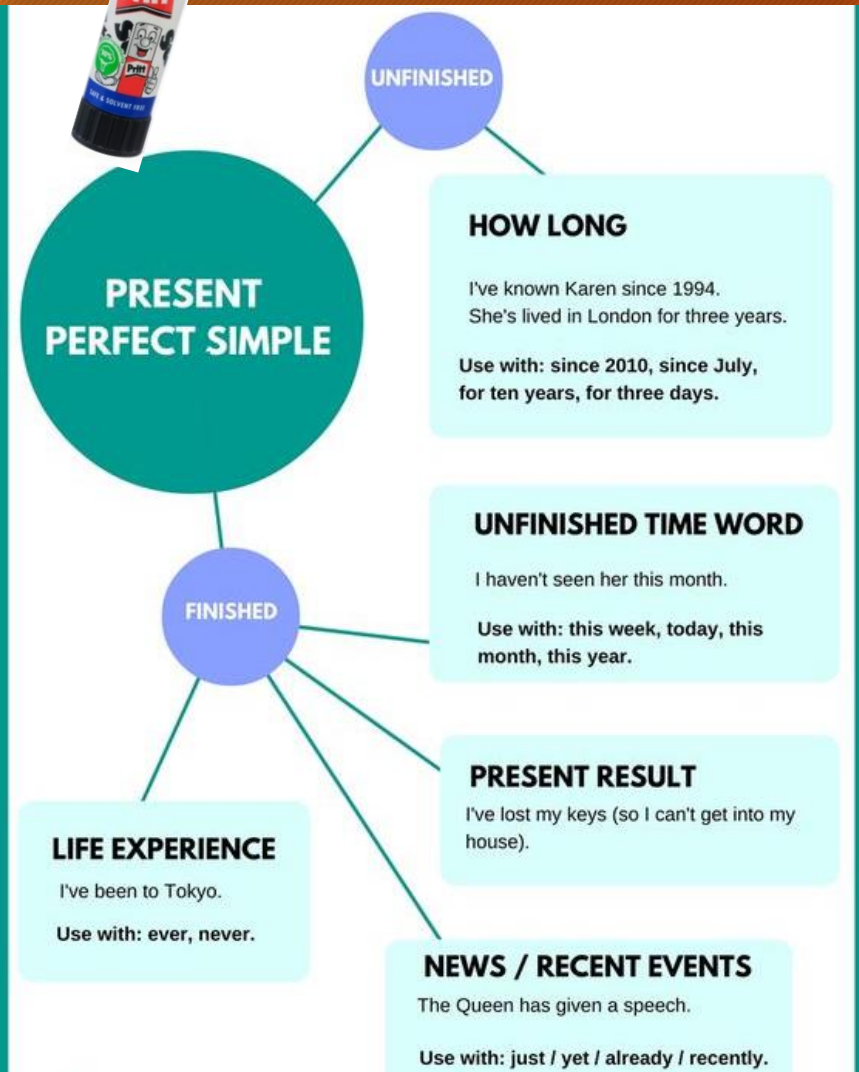 Pritt
SAFE & SOLVENT FREE
UNFINISHED
PRESENT
PERFECT SIMPLE
HOW LONG
I've known Karen since 1994.
She's lived in London for three years.
Use with: since 2010, since July,
for ten years, for three days.
FINISHED
UNFINISHED TIME WORD
I haven't seen her this month.
Use with: this week, today, this
month, this year.
PRESENT RESULT
I've lost my keys (so I can't get into my
house).
LIFE EXPERIENCE
I've been to Tokyo.
Use with: ever, never.
NEWS / RECENT EVENTS
The Queen has given a speech.
Use with: just / yet / already / recently.